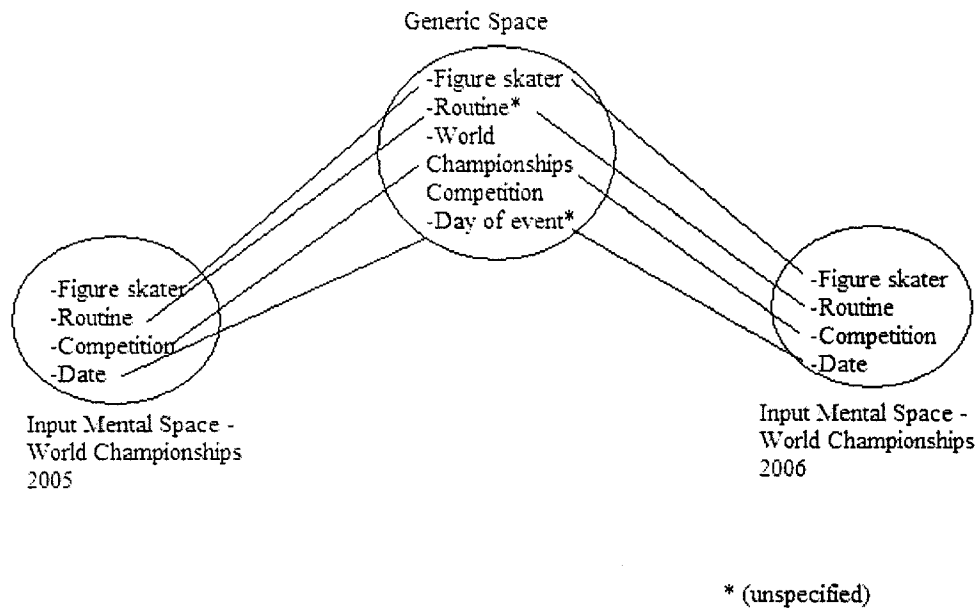 Generic Space
-Figure skater
-Routine*
-World
Championships
Competition
-Day of event*
-Figure skater
-Routine
-Competition
-Date
Input Mental Space -
World Championships
2005
-Figure skater
-Routine
-Competition
-Date
Input Mental Space -
World Championships
2006
* (unspecified)